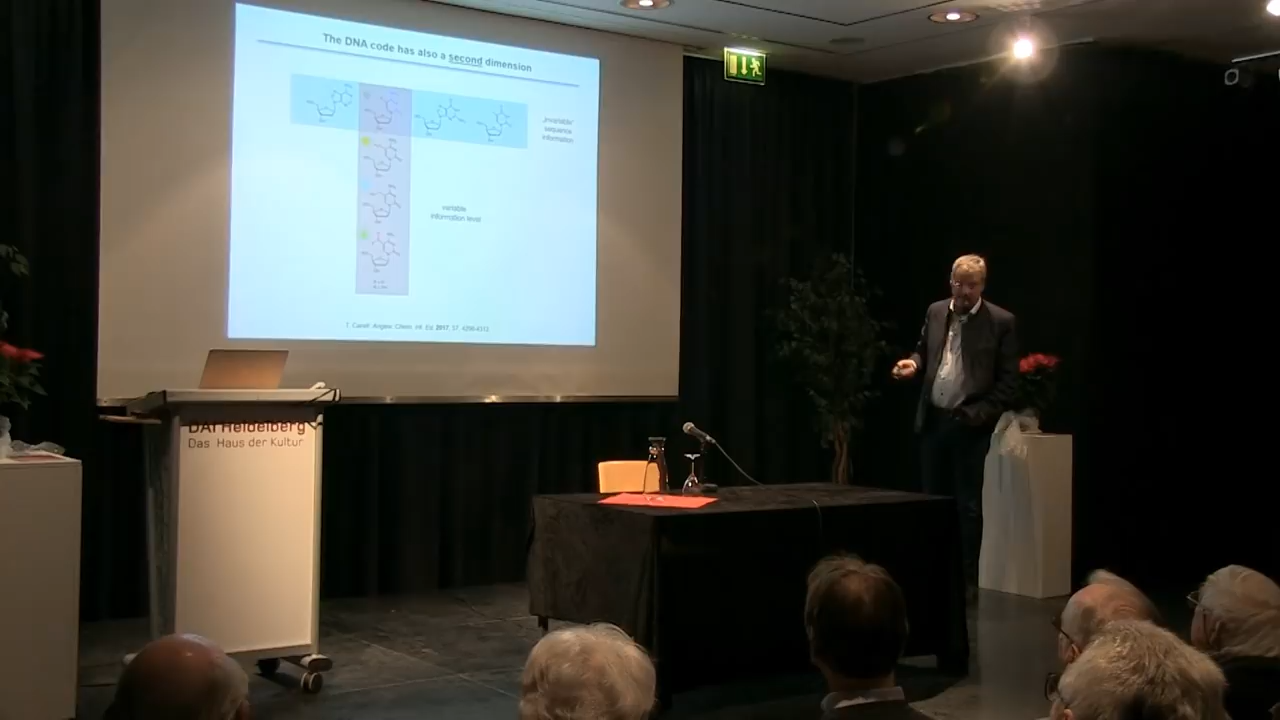 The DNA code has also a second dimension
„Invariable“
sequence
information
variable
information level
T. Carell Angew. Chem. Int. Ed. 2017, 57, 4296-4312
DAI Heidelberg
Das Haus der Kultur